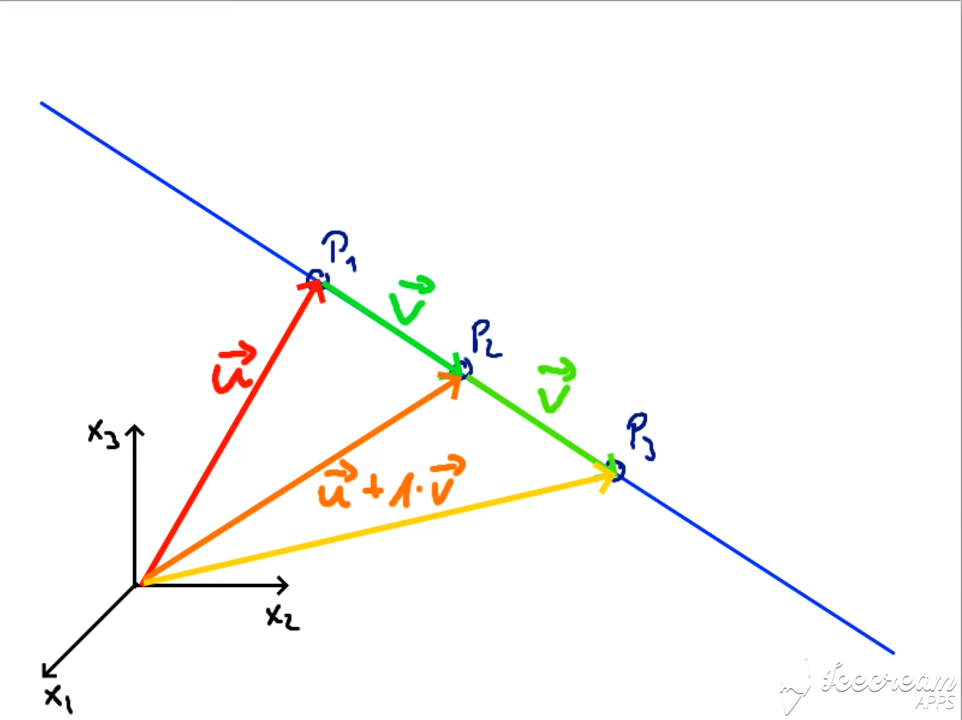 P₁
v⃗
P₂
u⃗
v⃗
P₃
x₃
u⃗ + 1 · v⃗
x₂
x₁
Icecream
APPS